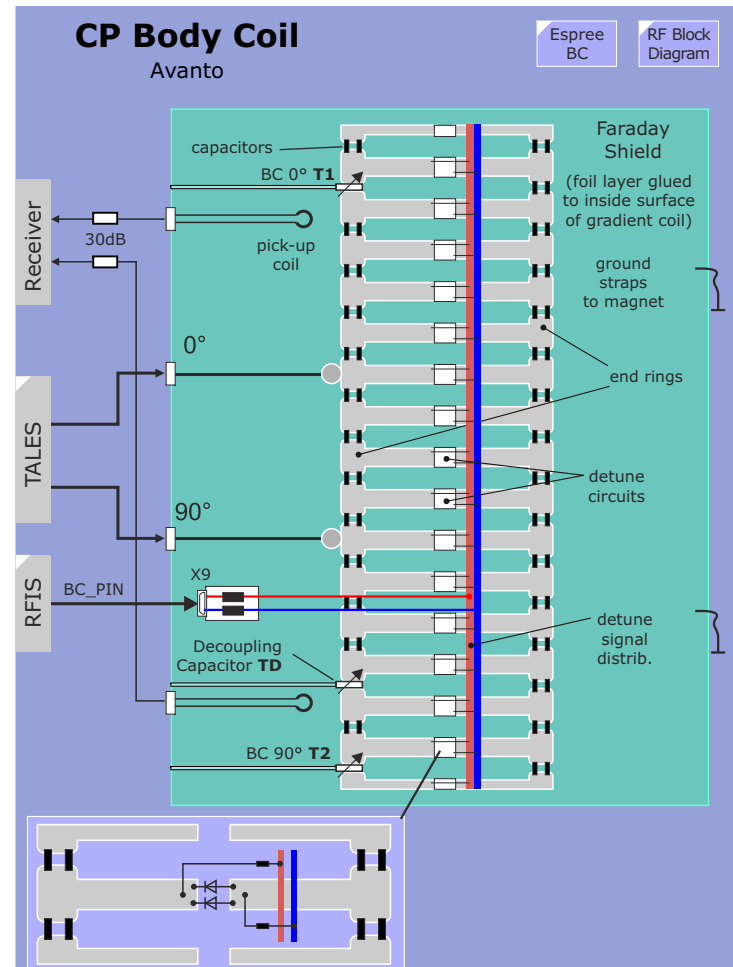 CP Body Coil
Avanto
Espree
BC
RF Block
Diagram
capacitors
BC 0° T1
Faraday
Shield
(foil layer glued
to inside surface
of gradient coil)
Receiver
30dB
pick-up
coil
ground
straps
to magnet
0°
end rings
TALES
detune
circuits
90°
RFIS
BC_PIN
X9
Decoupling
Capacitor TD
detune
signal
distrib.
BC 90° T2